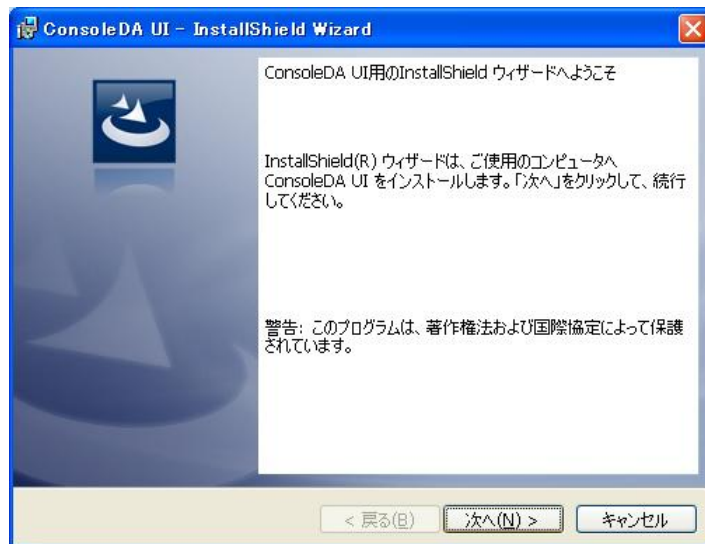 ConsoleDA UI - InstallShield Wizard
ConsoleDA UI用のInstallShield ウィザードへようこそ
InstallShield(R) ウィザードは、ご使用のコンピュータへ
ConsoleDA UI をインストールします。「次へ」をクリックして、続行
してください。
警告: このプログラムは、著作権法および国際協定によって保護
されています。
< 戻る(B) 次へ(N) > キャンセル